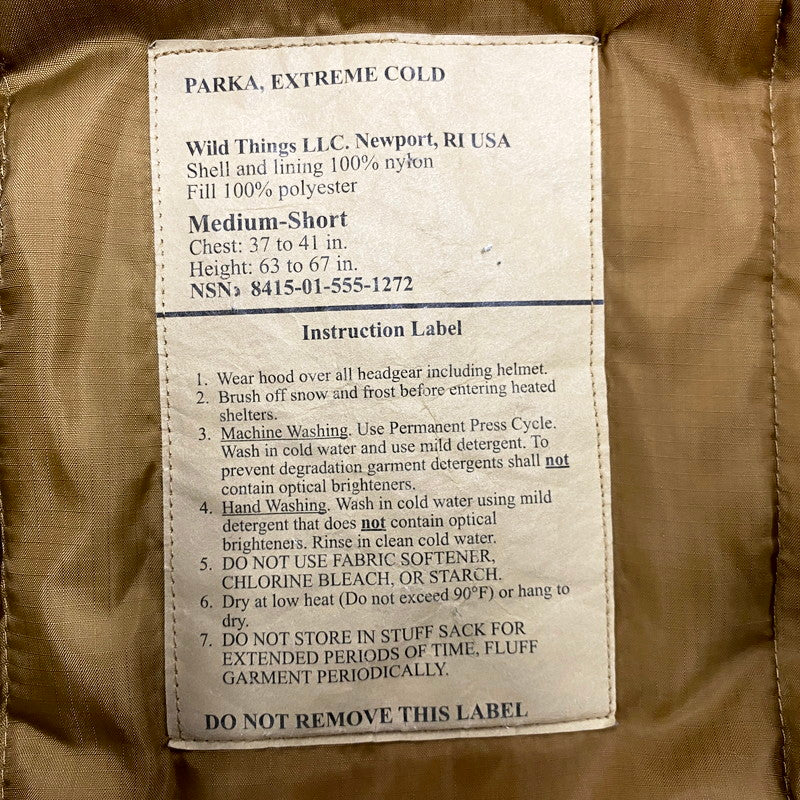 PARKA, EXTREME COLD
Wild Things LLC. Newport, RI USA
Shell and lining 100% nylon
Fill 100% polyester
Medium-Short
Chest: 37 to 41 in.
Height: 63 to 67 in.
NSN: 8415-01-555-1272
Instruction Label
1. Wear hood over all headgear including helmet.
2. Brush off snow and frost before entering heated
shelters.
3. Machine Washing. Use Permanent Press Cycle.
Wash in cold water and use mild detergent. To
prevent degradation garment detergents shall not
contain optical brighteners.
4. Hand Washing. Wash in cold water using mild
detergent that does not contain optical
brighteners. Rinse in clean cold water.
5. DO NOT USE FABRIC SOFTENER,
CHLORINE BLEACH, OR STARCH.
6. Dry at low heat (Do not exceed 90°F) or hang to
dry.
7. DO NOT STORE IN STUFF SACK FOR
EXTENDED PERIODS OF TIME, FLUFF
GARMENT PERIODICALLY.
DO NOT REMOVE THIS LABEL